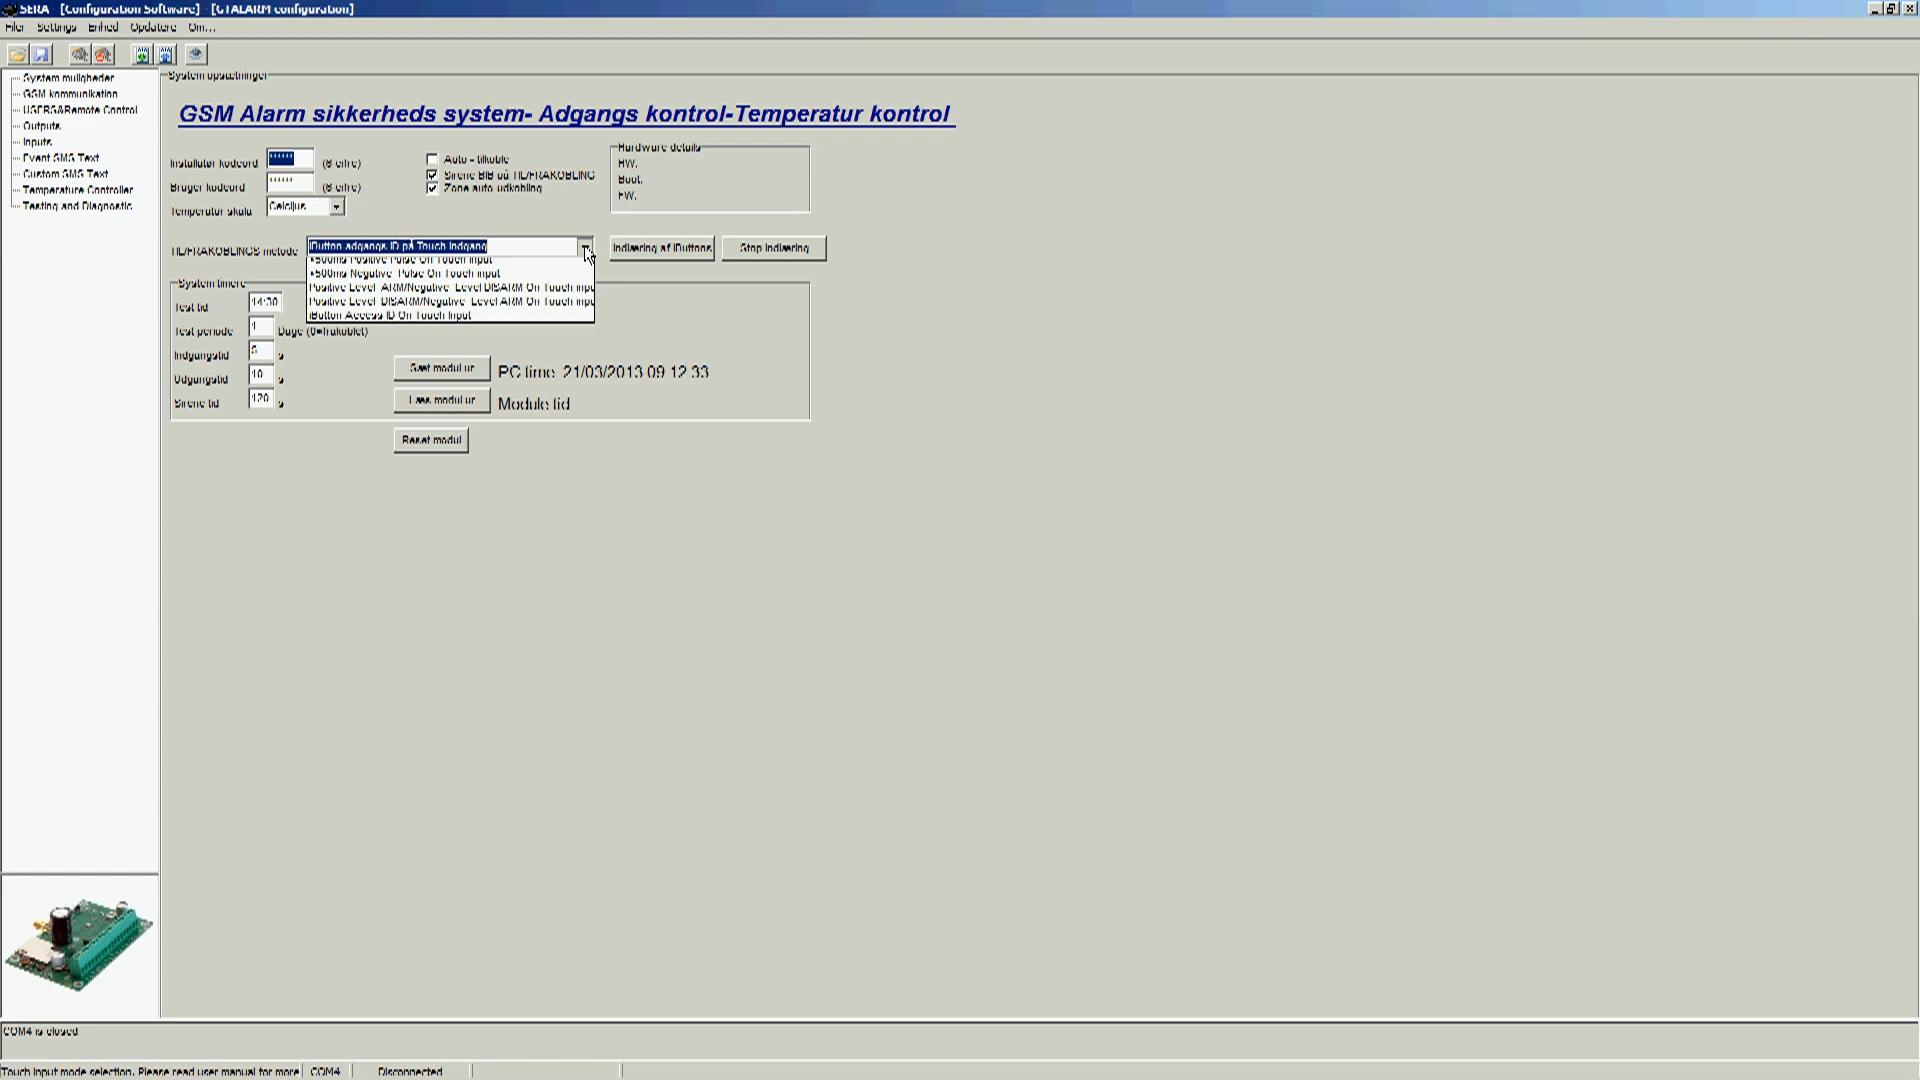 SERA [Configuration Software] - [GTALARM configuration]
Filer Settings Enhed Opdatere Om...
System muligheder
GSM kommunikation
USERS&Remote Control
Outputs
Inputs
Event SMS Text
Custom SMS Text
Temperature Controller
Testing and Diagnostic
System opsætninger
GSM Alarm sikkerheds system- Adgangs kontrol-Temperatur kontrol
Installatør kodeord ****** (6 cifre)
Bruger kodeord ****** (6 cifre)
Temperatur skala Celcijus
Auto - tilkoble
Sirene BIB på TIL/FRAKOBLING
Zone auto udkobling
Hardware details
HW.
Boot.
FW.
TIL/FRAKOBLINGS metode iButton adgangs ID på Touch Indgang
Indlæring af iButtons Stop Indlæring
500ms Positive Pulse On Touch input
500ms Negative Pulse On Touch input
Positive Level ARM/Negative Level DISARM On Touch inpu
Positive Level DISARM/Negative Level ARM On Touch inpu
iButton Access ID On Touch Input
System timere
Test tid 14:30
Test periode 1 Dage (0=frakoblet)
Indgangstid 5 s
Udgangstid 10 s
Sirene tid 120 s
Sæt modul ur PC time 21/03/2013 09 12 33
Læs modul ur Module tid
Reset modul
COM4 is closed
Touch input mode selection. Please read user manual for more COM4 Disconnected